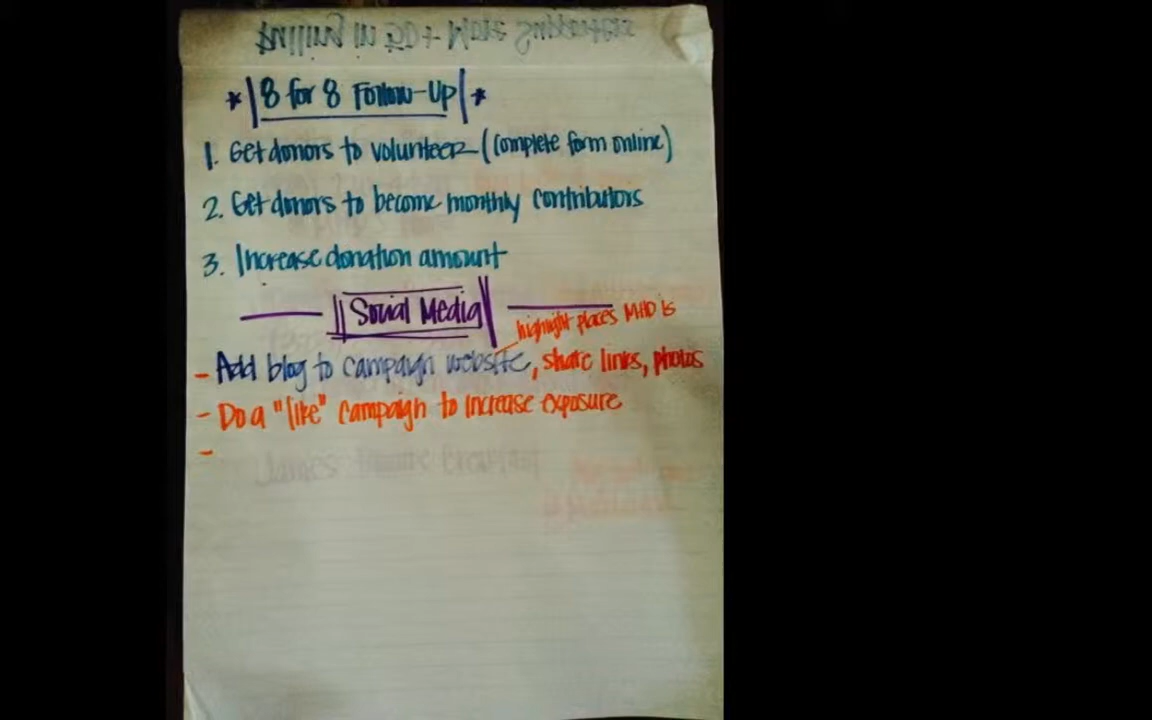 * | 8 for 8 Follow-Up | *
1. Get donors to volunteer (complete form online)
2. Get donors to become monthly contributors
3. Increase donation amount
Social Media
highlight places MHD is
- Add blog to campaign website, share links, photos
- Do a "like" campaign to increase exposure
-